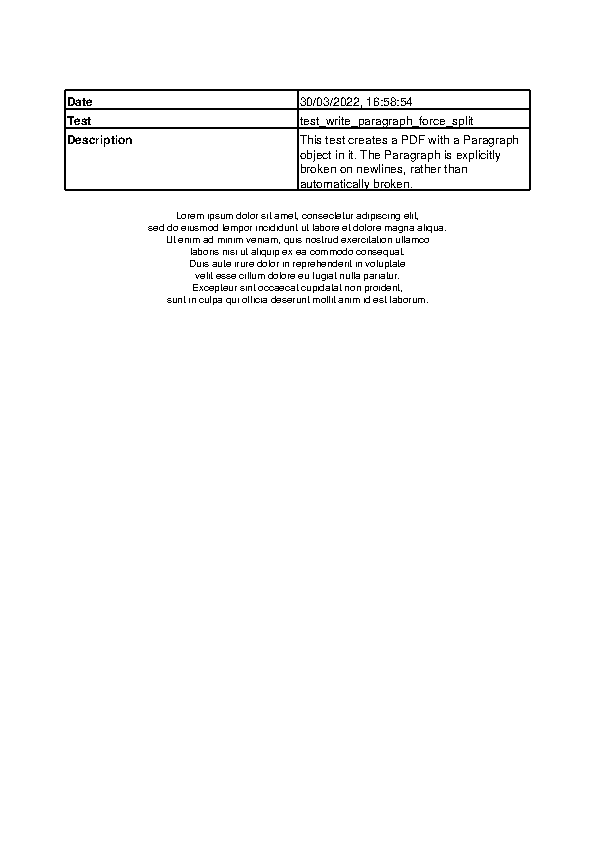 Date 30/03/2022, 16:58:54
Test test_write_paragraph_force_split
Description This test creates a PDF with a Paragraph
object in it. The Paragraph is explicitly
broken on newlines, rather than
automatically broken.
Lorem ipsum dolor sit amet, consectetur adipiscing elit,
sed do eiusmod tempor incididunt ut labore et dolore magna aliqua.
Ut enim ad minim veniam, quis nostrud exercitation ullamco
laboris nisi ut aliquip ex ea commodo consequat.
Duis aute irure dolor in reprehenderit in voluptate
velit esse cillum dolore eu fugiat nulla pariatur.
Excepteur sint occaecat cupidatat non proident,
sunt in culpa qui officia deserunt mollit anim id est laborum.